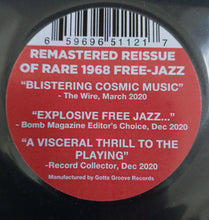 6 59696 51121 7
REMASTERED REISSUE
OF RARE 1968 FREE-JAZZ
"BLISTERING COSMIC MUSIC"
- The Wire, March 2020
"EXPLOSIVE FREE JAZZ..."
- Bomb Magazine Editor's Choice, Dec 2020
"A VISCERAL THRILL TO THE
PLAYING"
-Record Collector, Dec 2020
Manufactured by Gotta Groove Records